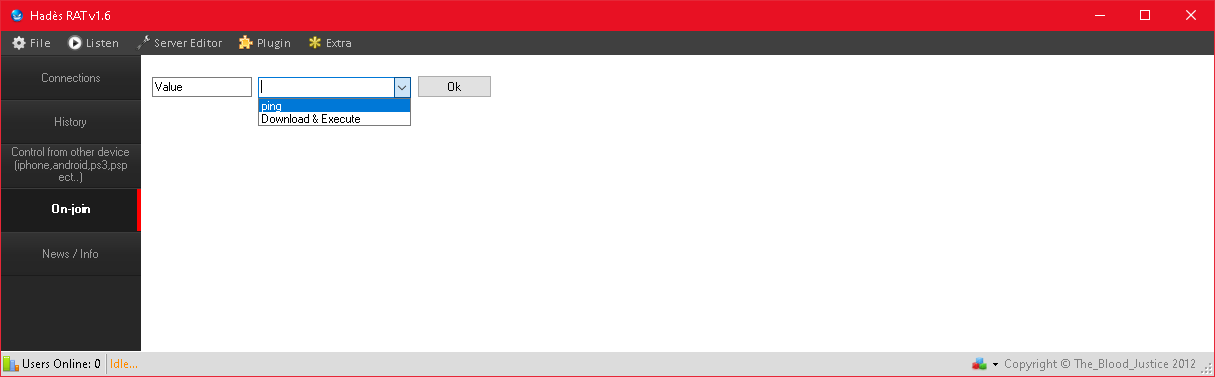 Hadès RAT v1.6
File Listen Server Editor Plugin Extra
Connections
History
Control from other device
(iphone,android,ps3,psp
ect..)
On-join
News / Info
Value
Ok
ping
Download & Execute
Users Online: 0 Idle...
Copyright © The_Blood_Justice 2012